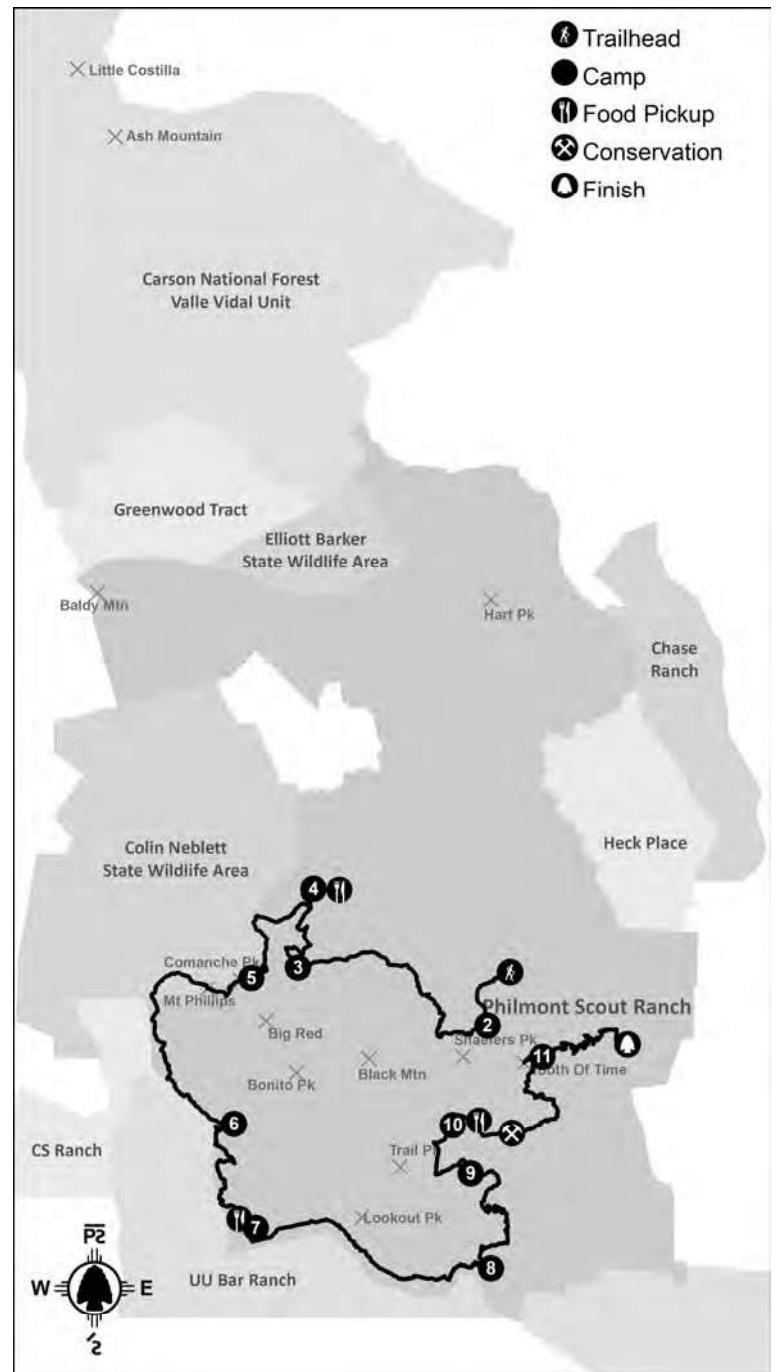 Trailhead
Camp
Food Pickup
Conservation
Finish
Little Costilla
Ash Mountain
Carson National Forest
Valle Vidal Unit
Greenwood Tract
Elliott Barker
State Wildlife Area
Baldy Mtn
Hart Pk
Chase
Ranch
Heck Place
Colin Neblett
State Wildlife Area
4
Comanche Pk
3
5
Mt Phillips
Philmont Scout Ranch
2
Big Red
Shaefers Pk
11
Tooth Of Time
Black Mtn
Bonito Pk
6
10
CS Ranch
Trail Pk
9
7
Lookout Pk
8
UU Bar Ranch
W
E